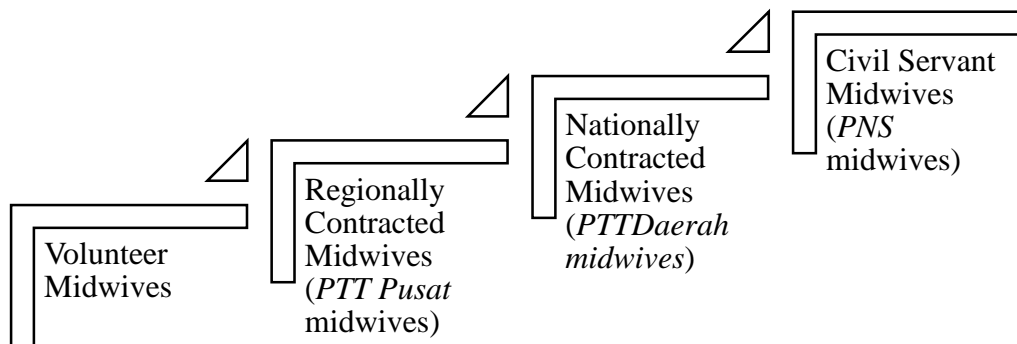 Volunteer
Midwives
Regionally
Contracted
Midwives
(PTT Pusat
midwives)
Nationally
Contracted
Midwives
(PTTDaerah
midwives)
Civil Servant
Midwives
(PNS
midwives)